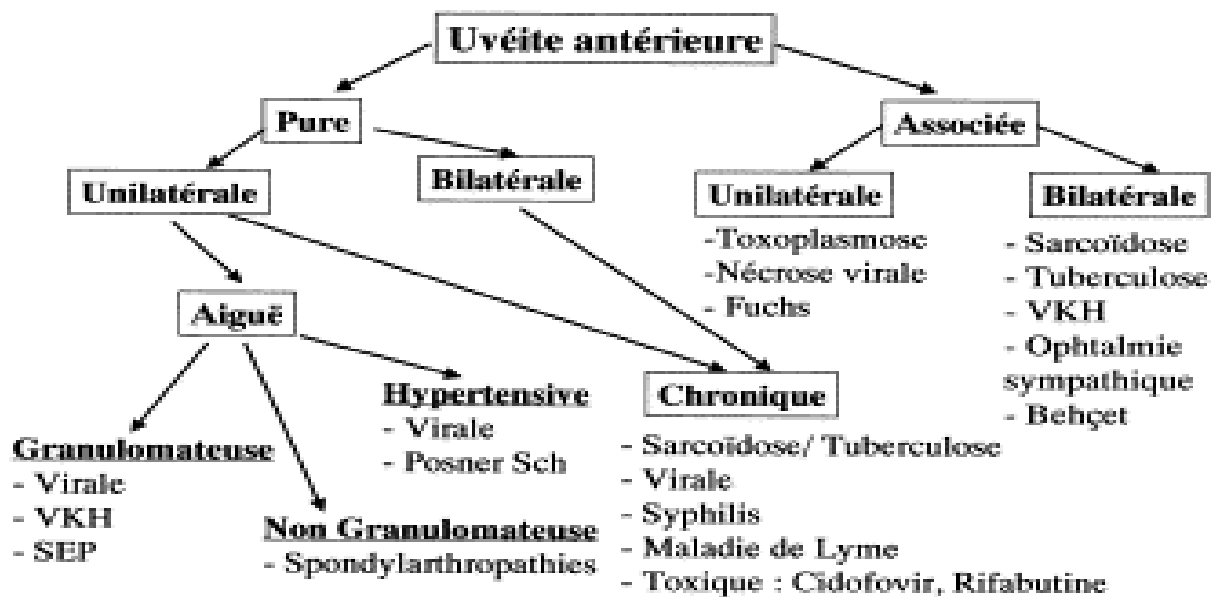 Uvéite antérieure
Pure
Associée
Unilatérale
Bilatérale
Unilatérale
Bilatérale
-Toxoplasmose
-Nécrose virale
- Fuchs
- Sarcoïdose
- Tuberculose
- VKH
- Ophtalmie
sympathique
- Behçet
Aiguë
Hypertensive
- Virale
- Posner Sch
Chronique
- Sarcoïdose/ Tuberculose
- Virale
- Syphilis
- Maladie de Lyme
- Toxique : Cidofovir, Rifabutine
Granulomateuse
- Virale
- VKH
- SEP
Non Granulomateuse
- Spondylarthropathies